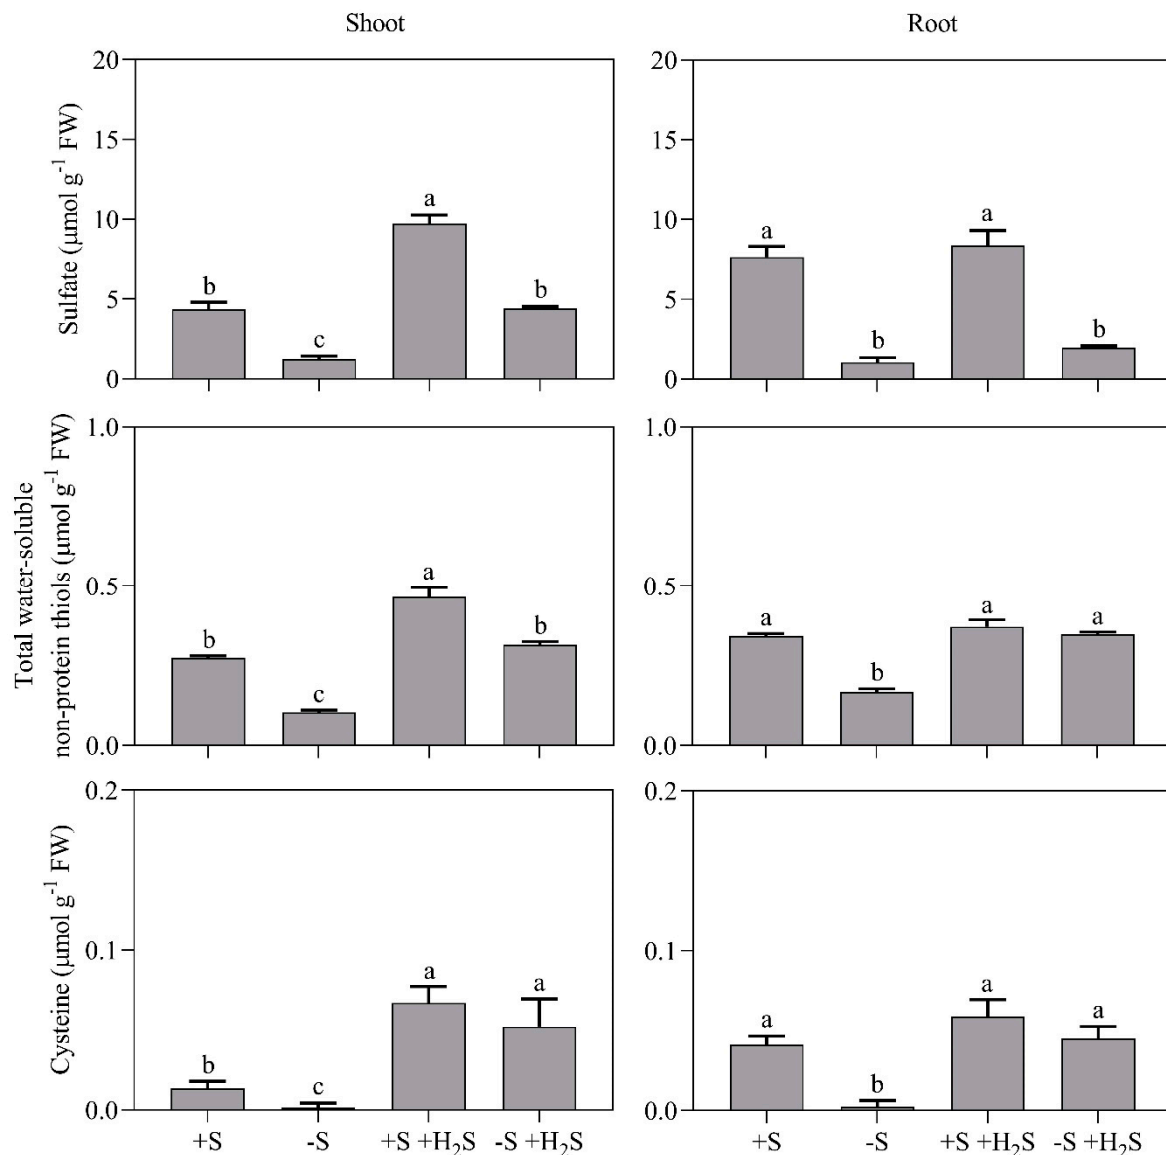 Shoot
Root
Sulfate (µmol g⁻¹ FW)
20
15
10
5
0
b
c
a
b
20
15
10
5
0
a
b
a
b
Total water-soluble
non-protein thiols (µmol g⁻¹ FW)
1.0
0.5
0.0
b
c
a
b
1.0
0.5
0.0
a
b
a
a
Cysteine (µmol g⁻¹ FW)
0.2
0.1
0.0
b
c
a
a
+S -S +S +H₂S -S +H₂S
0.2
0.1
0.0
a
b
a
a
+S -S +S +H₂S -S +H₂S